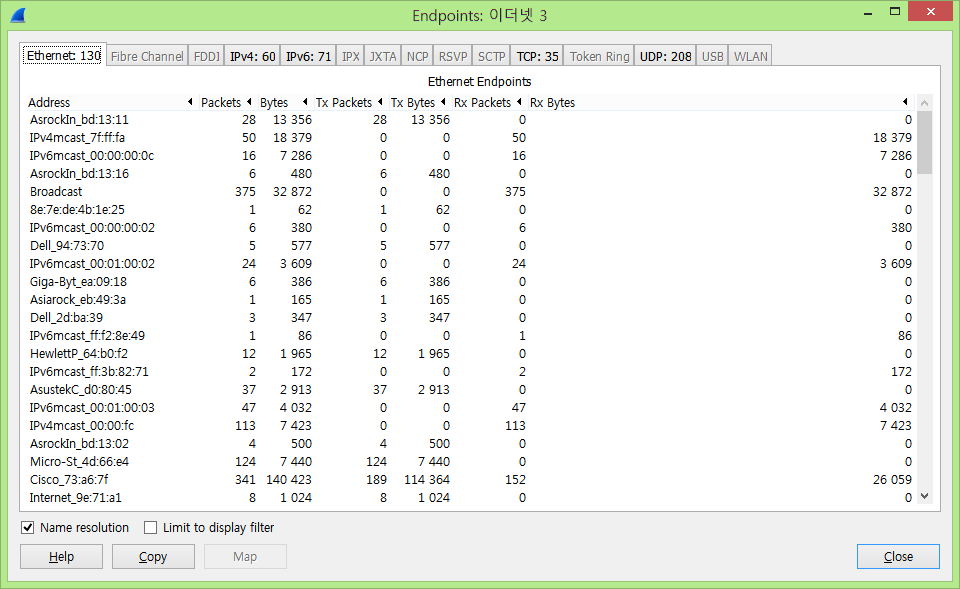 Endpoints: 이더넷 3
Ethernet: 130 Fibre Channel FDDI IPv4: 60 IPv6: 71 IPX JXTA NCP RSVP SCTP TCP: 35 Token Ring UDP: 208 USB WLAN
Ethernet Endpoints
Address Packets Bytes Tx Packets Tx Bytes Rx Packets Rx Bytes
AsrockIn_bd:13:11 28 13 356 28 13 356 0 0
IPv4mcast_7f:ff:fa 50 18 379 0 0 50 18 379
IPv6mcast_00:00:00:0c 16 7 286 0 0 16 7 286
AsrockIn_bd:13:16 6 480 6 480 0 0
Broadcast 375 32 872 0 0 375 32 872
8e:7e:de:4b:1e:25 1 62 1 62 0 0
IPv6mcast_00:00:00:02 6 380 0 0 6 380
Dell_94:73:70 5 577 5 577 0 0
IPv6mcast_00:01:00:02 24 3 609 0 0 24 3 609
Giga-Byt_ea:09:18 6 386 6 386 0 0
Asiarock_eb:49:3a 1 165 1 165 0 0
Dell_2d:ba:39 3 347 3 347 0 0
IPv6mcast_ff:f2:8e:49 1 86 0 0 1 86
HewlettP_64:b0:f2 12 1 965 12 1 965 0 0
IPv6mcast_ff:3b:82:71 2 172 0 0 2 172
AsustekC_d0:80:45 37 2 913 37 2 913 0 0
IPv6mcast_00:01:00:03 47 4 032 0 0 47 4 032
IPv4mcast_00:00:fc 113 7 423 0 0 113 7 423
AsrockIn_bd:13:02 4 500 4 500 0 0
Micro-St_4d:66:e4 124 7 440 124 7 440 0 0
Cisco_73:a6:7f 341 140 423 189 114 364 152 26 059
Internet_9e:71:a1 8 1 024 8 1 024 0 0
Name resolution Limit to display filter
Help Copy Map Close